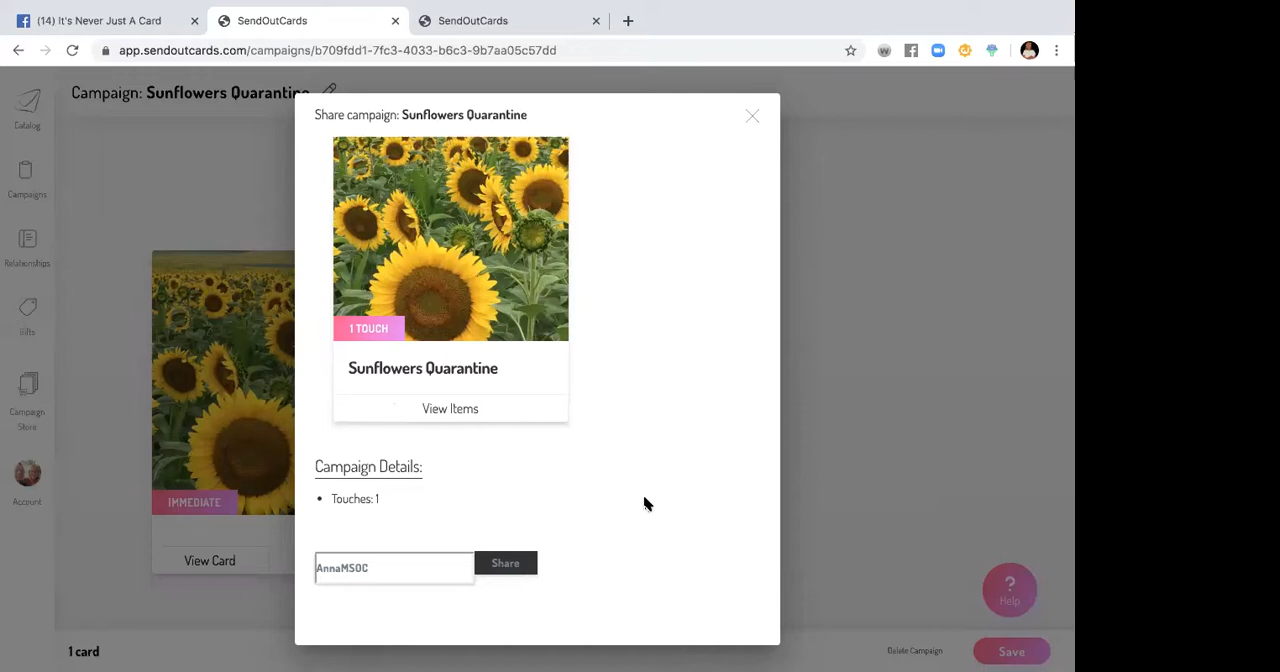 (14) It's Never Just A Card
SendOutCards
SendOutCards
app.sendoutcards.com/campaigns/b709fdd1-7fc3-4033-b6c3-9b7aa05c57dd
Campaign: Sunflowers Quarantine
Catalog
Campaigns
Relationships
Gifts
Campaign
Store
Account
IMMEDIATE
View Card
Share campaign: Sunflowers Quarantine
1 TOUCH
Sunflowers Quarantine
View Items
Campaign Details:
• Touches: 1
AnnaMSOC
Share
?
Help
1 card
Delete Campaign
Save